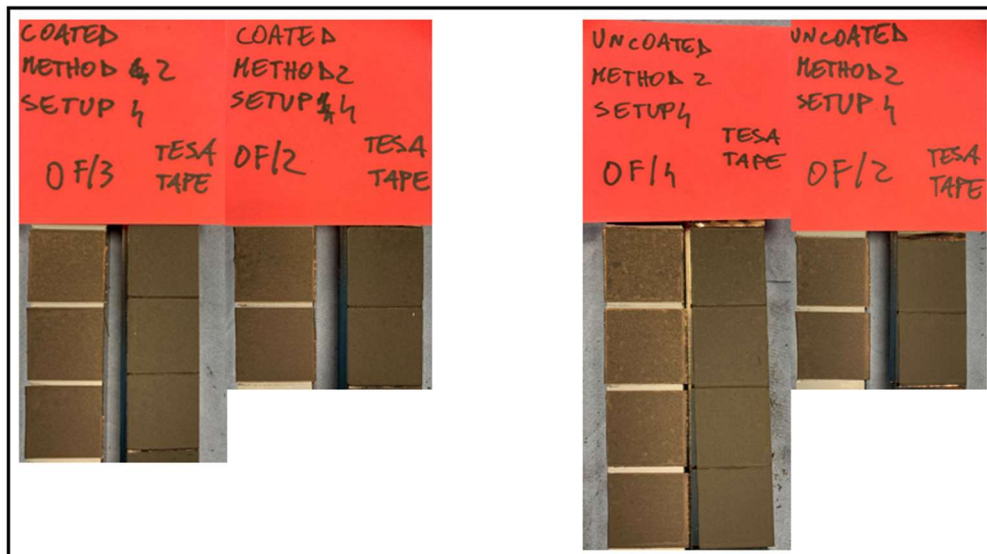 COATED
METHOD 2
SETUP 4
OF/3
TESA
TAPE
COATED
METHOD 2
SETUP 4
OF/2
TESA
TAPE
UNCOATED
METHOD 2
SETUP 4
OF/4
TESA
TAPE
UNCOATED
METHOD 2
SETUP 4
OF/2
TESA
TAPE